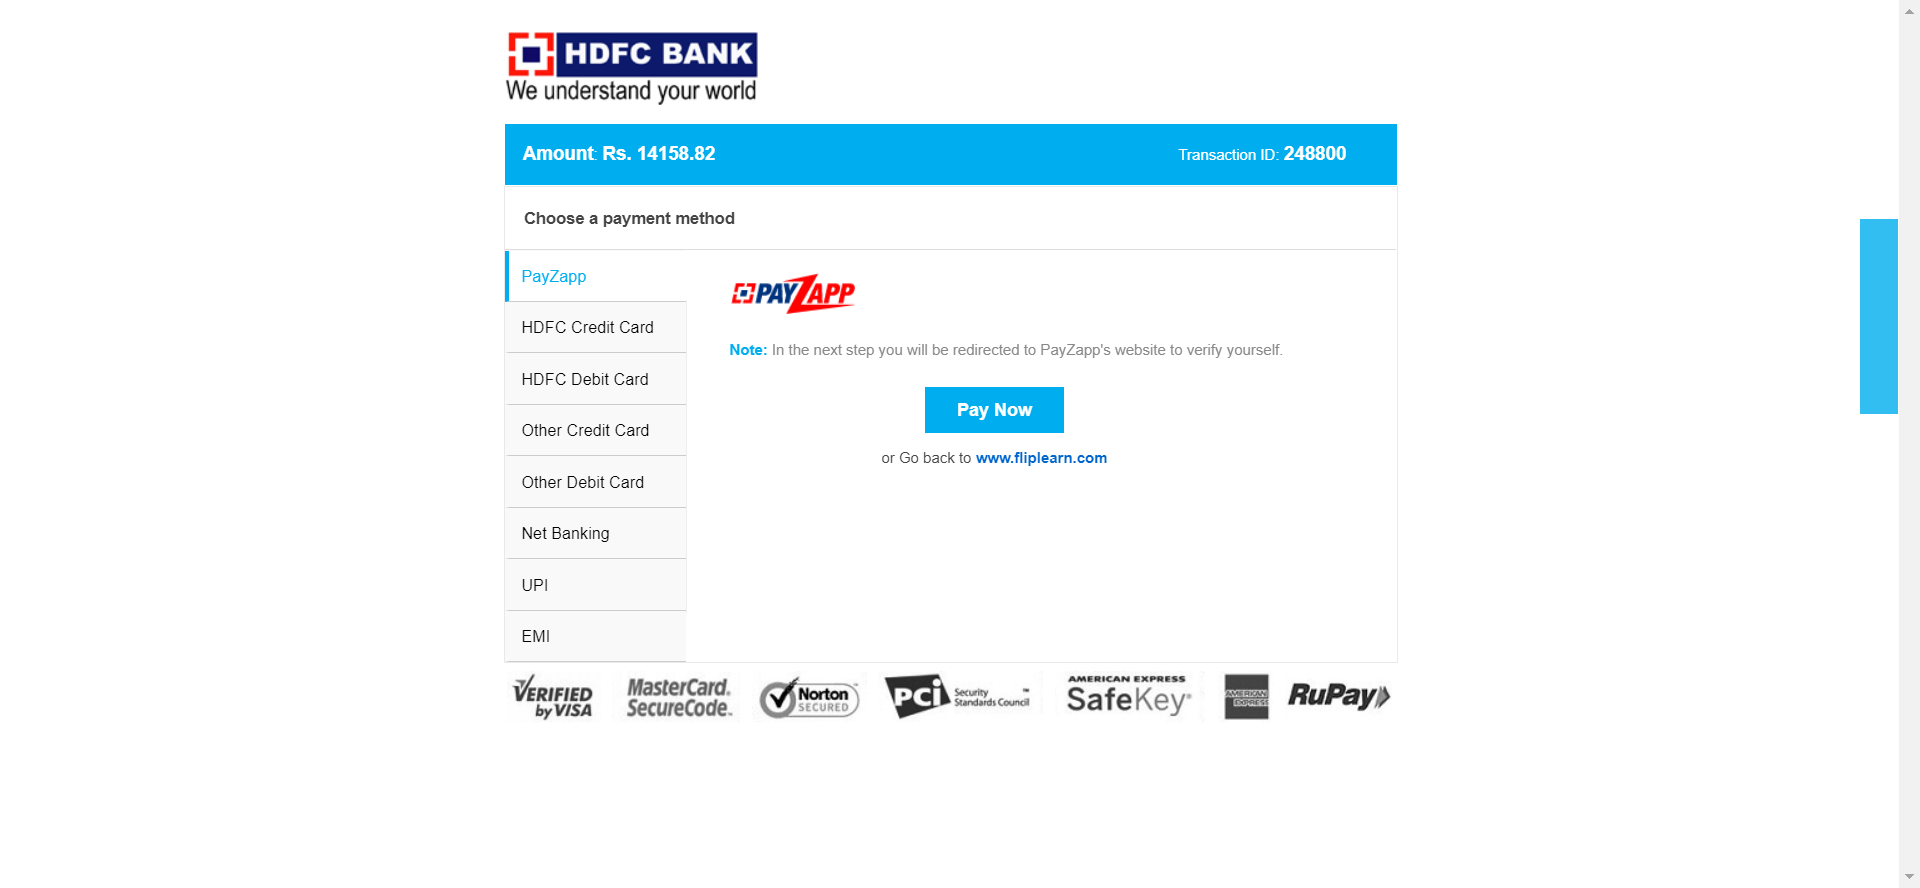 HDFC BANK
We understand your world
Amount: Rs. 14158.82
Transaction ID: 248800
Choose a payment method
PayZapp
HDFC Credit Card
HDFC Debit Card
Other Credit Card
Other Debit Card
Net Banking
UPI
EMI
PAYZAPP
Note: In the next step you will be redirected to PayZapp's website to verify yourself.
Pay Now
or Go back to www.fliplearn.com
VERIFIED
by VISA
MasterCard.
SecureCode.™
Norton™
SECURED
PCi Security
Standards Council™
AMERICAN EXPRESS
SafeKey®
AMERICAN
EXPRESS
RuPay